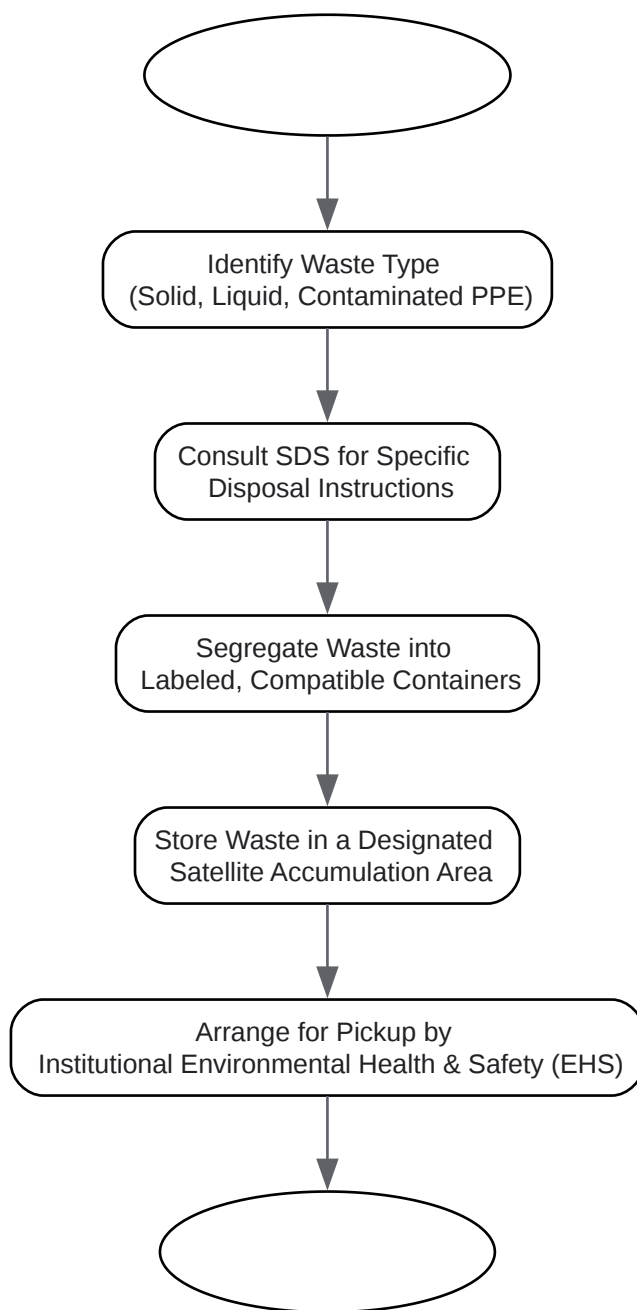 Identify Waste Type
(Solid, Liquid, Contaminated PPE)
Consult SDS for Specific
Disposal Instructions
Segregate Waste into
Labeled, Compatible Containers
Store Waste in a Designated
Satellite Accumulation Area
Arrange for Pickup by
Institutional Environmental Health & Safety (EHS)